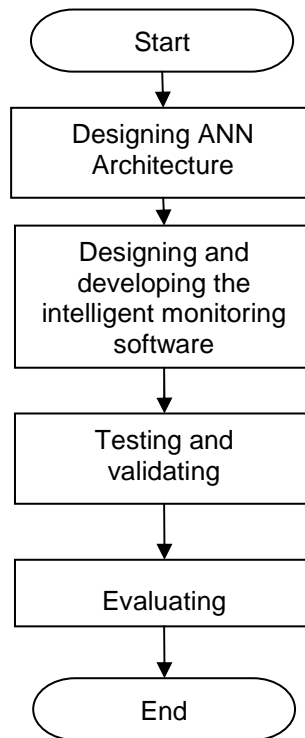 Start
Designing ANN
Architecture
Designing and
developing the
intelligent monitoring
software
Testing and
validating
Evaluating
End